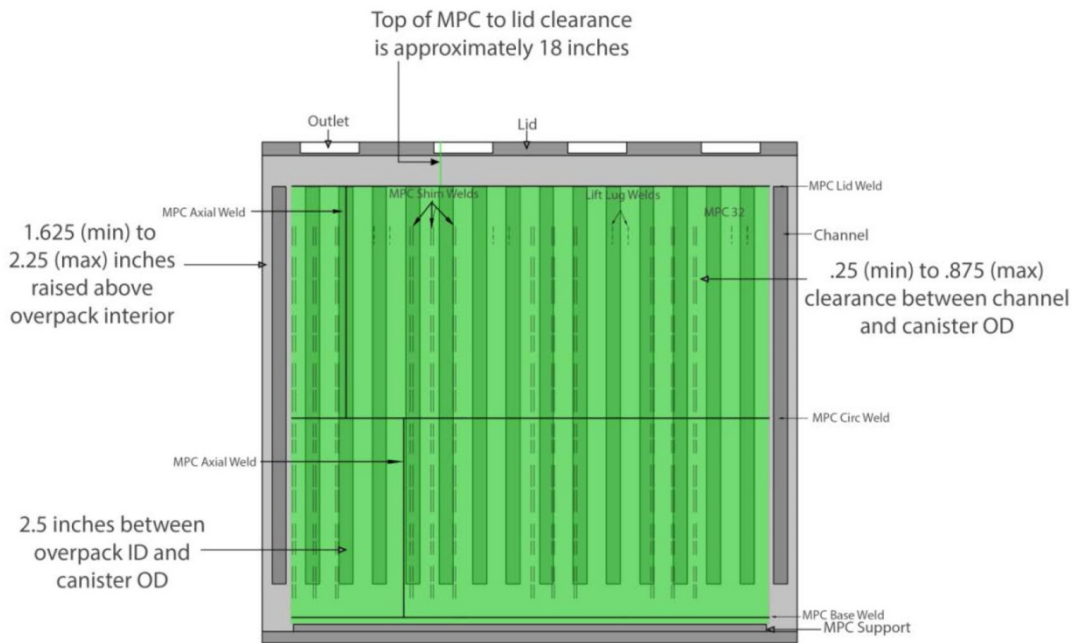 Top of MPC to lid clearance
is approximately 18 inches
Outlet
Lid
MPC Shim Welds
Lift Lug Welds
MPC Lid Weld
MPC Axial Weld
MPC 32
1.625 (min) to
2.25 (max) inches
raised above
overpack interior
Channel
.25 (min) to .875 (max)
clearance between channel
and canister OD
MPC Circ Weld
MPC Axial Weld
2.5 inches between
overpack ID and
canister OD
MPC Base Weld
MPC Support